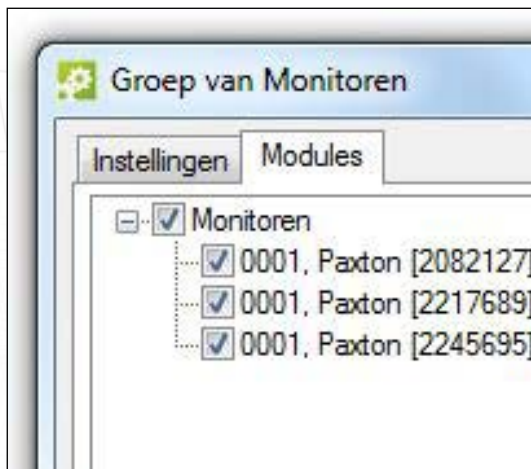 Groep van Monitoren
Instellingen Modules
Monitoren
0001, Paxton [2082127]
0001, Paxton [2217689]
0001, Paxton [2245695]